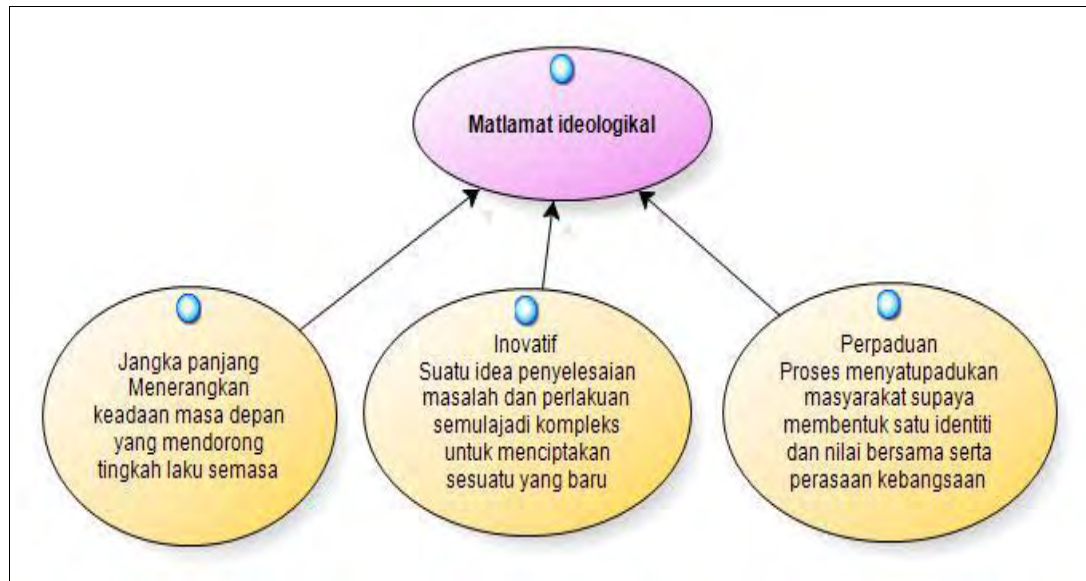 Matlamat ideologikal
Jangka panjang
Menerangkan
keadaan masa depan
yang mendorong
tingkah laku semasa
Inovatif
Suatu idea penyelesaian
masalah dan perlakuan
semulajadi kompleks
untuk menciptakan
sesuatu yang baru
Perpaduan
Proses menyatupadukan
masyarakat supaya
membentuk satu identiti
dan nilai bersama serta
perasaan kebangsaan